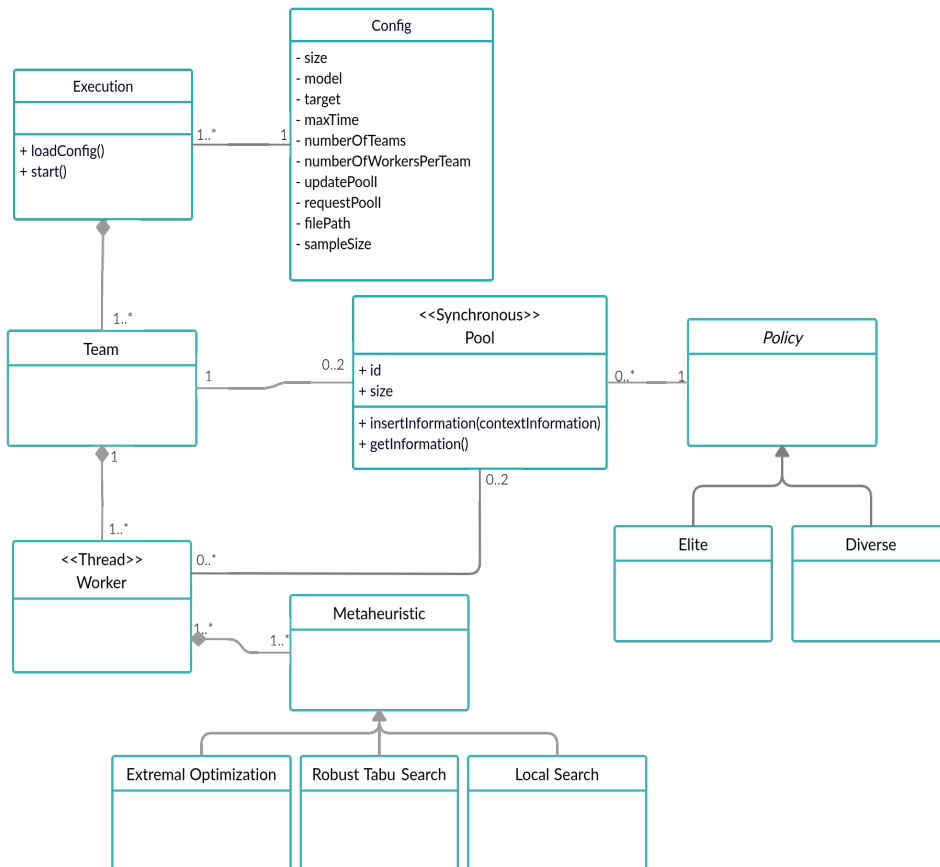 Config
- size
- model
- target
- maxTime
- numberOfTeams
- numberOfWorkersPerTeam
- updatePoolI
- requestPoolI
- filePath
- sampleSize
Execution
+ loadConfig()
+ start()
1..*
1
1..*
Team
1
0..2
<<Synchronous>>
Pool
+ id
+ size
+ insertInformation(contextInformation)
+ getInformation()
0..*
1
Policy
1
1..*
0..2
<<Thread>>
Worker
0..*
Elite
Diverse
1..*
1..*
Metaheuristic
Extremal Optimization
Robust Tabu Search
Local Search